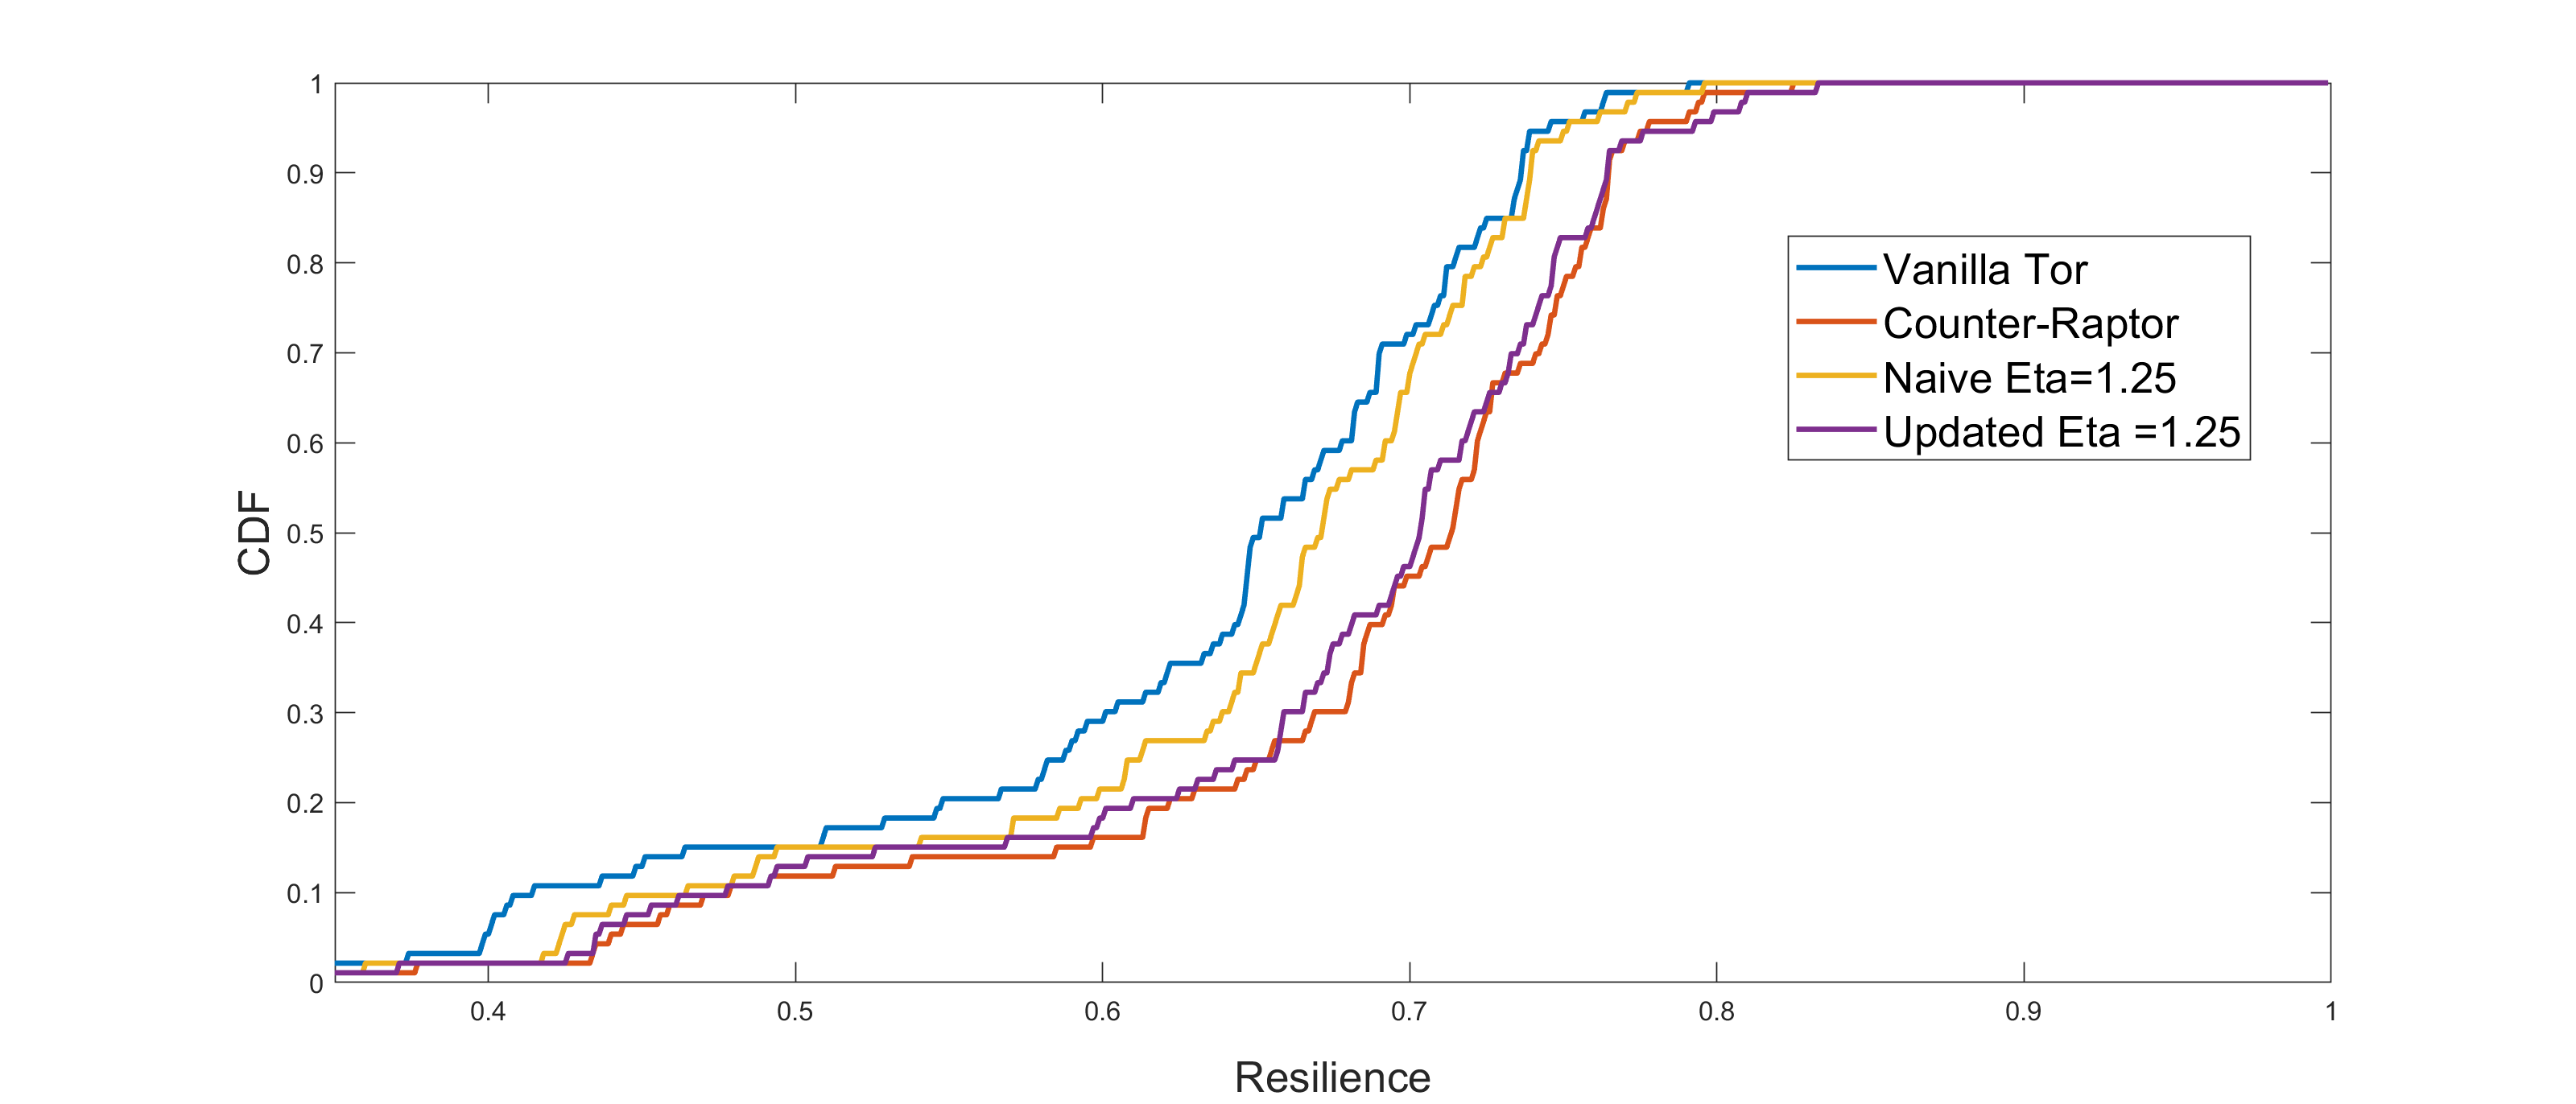 1
0.9
0.8
0.7
0.6
0.5
0.4
0.3
0.2
0.1
0
CDF
Vanilla Tor
Counter-Raptor
Naive Eta=1.25
Updated Eta =1.25
0.4 0.5 0.6 0.7 0.8 0.9 1
Resilience